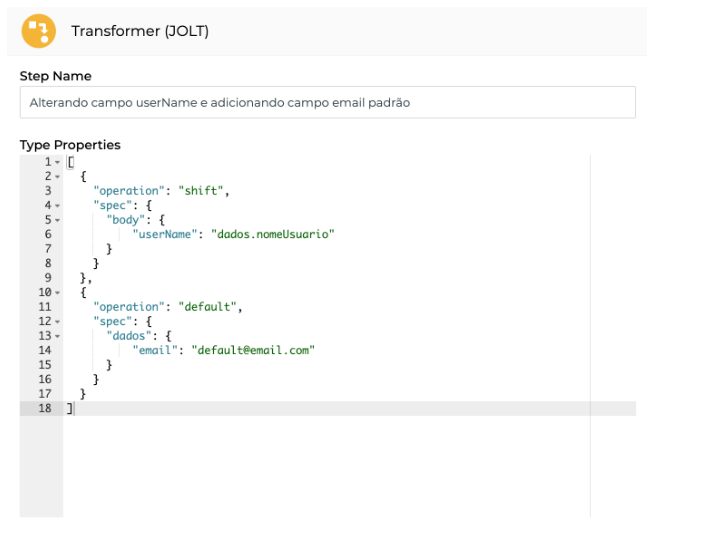 Transformer (JOLT)
Step Name
Alterando campo userName e adicionando campo email padrão
Type Properties
1 [
2 {
3 "operation": "shift",
4 "spec": {
5 "body": {
6 "userName": "dados.nomeUsuario"
7 }
8 }
9 },
10 {
11 "operation": "default",
12 "spec": {
13 "dados": {
14 "email": "default@email.com"
15 }
16 }
17 }
18 ]